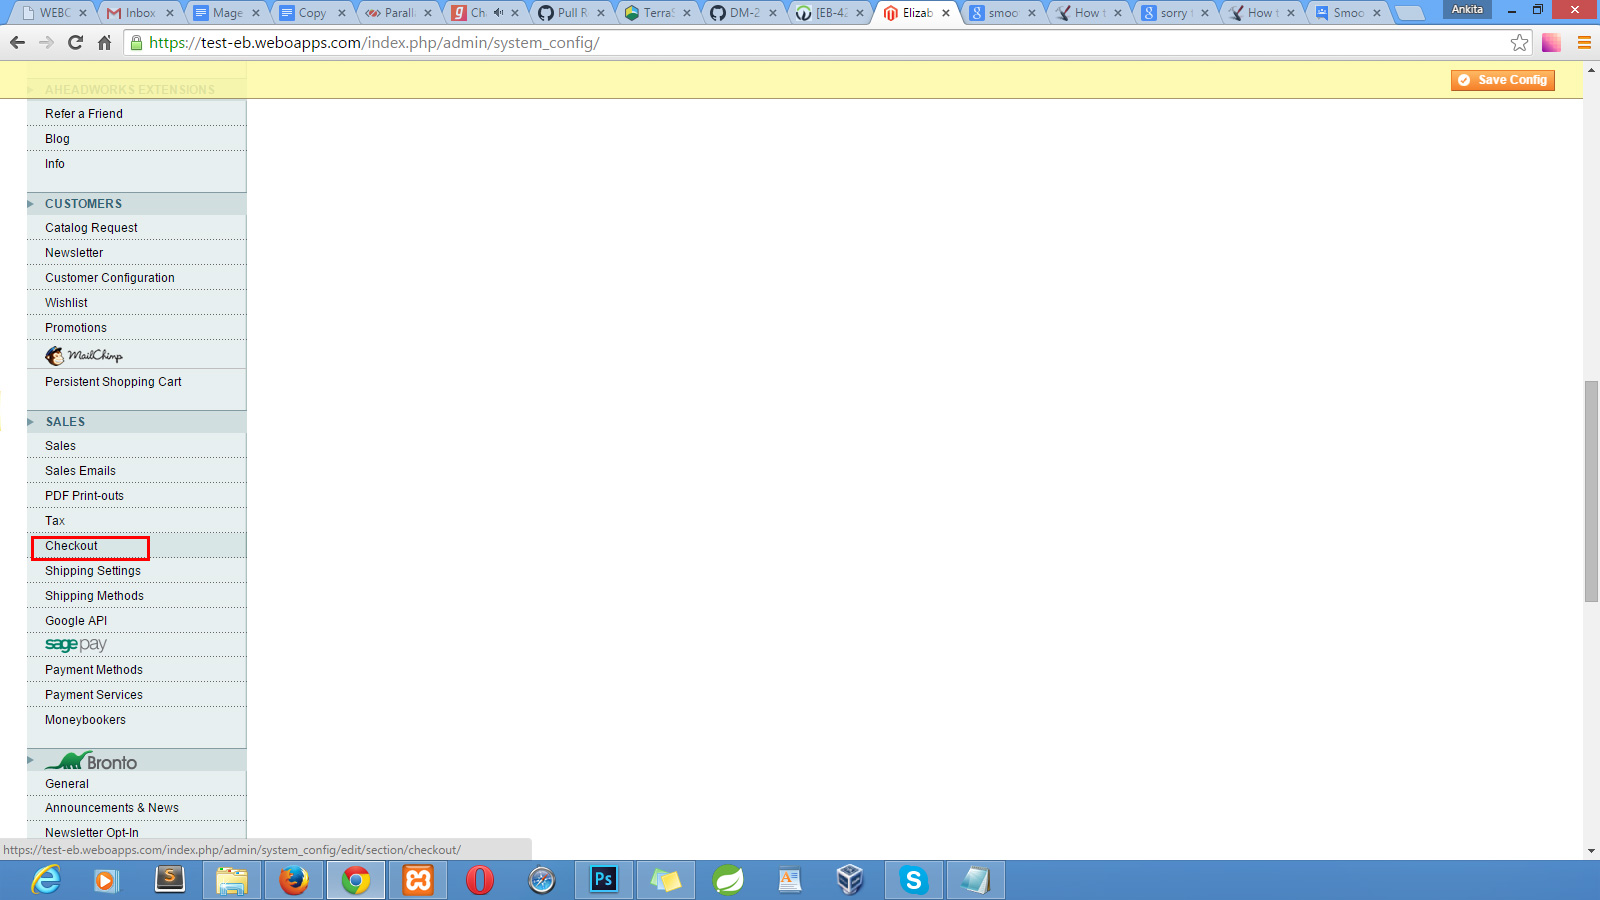 WEBC
Inbox
Mage
Copy
Parall
Ch
Pull R
TerraS
DM-2
[EB-42
Elizab
smoo
How t
sorry
How t
Smoo
Ankita
https://test-eb.weboapps.com/index.php/admin/system_config/
AHEADWORKS EXTENSIONS
Save Config
Refer a Friend
Blog
Info
CUSTOMERS
Catalog Request
Newsletter
Customer Configuration
Wishlist
Promotions
MailChimp
Persistent Shopping Cart
SALES
Sales
Sales Emails
PDF Print-outs
Tax
Checkout
Shipping Settings
Shipping Methods
Google API
sage pay
Payment Methods
Payment Services
Moneybookers
Bronto
General
Announcements & News
Newsletter Opt-In
https://test-eb.weboapps.com/index.php/admin/system_config/edit/section/checkout/